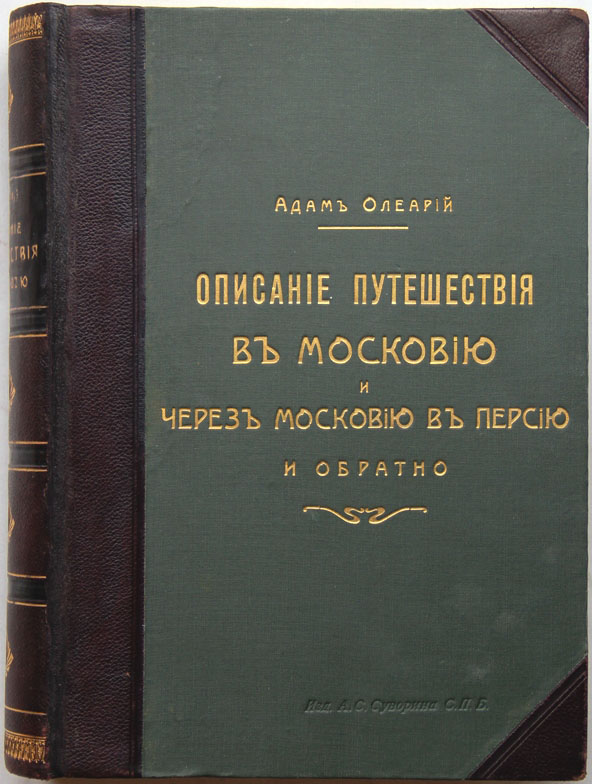 Адамъ Олеарій
ОПИСАНІЕ ПУТЕШЕСТВІЯ
ВЪ МОСКОВІЮ
И
ЧЕРЕЗЪ МОСКОВІЮ ВЪ ПЕРСІЮ
И ОБРАТНО
Изд. А. С. Суворина С. П. Б.